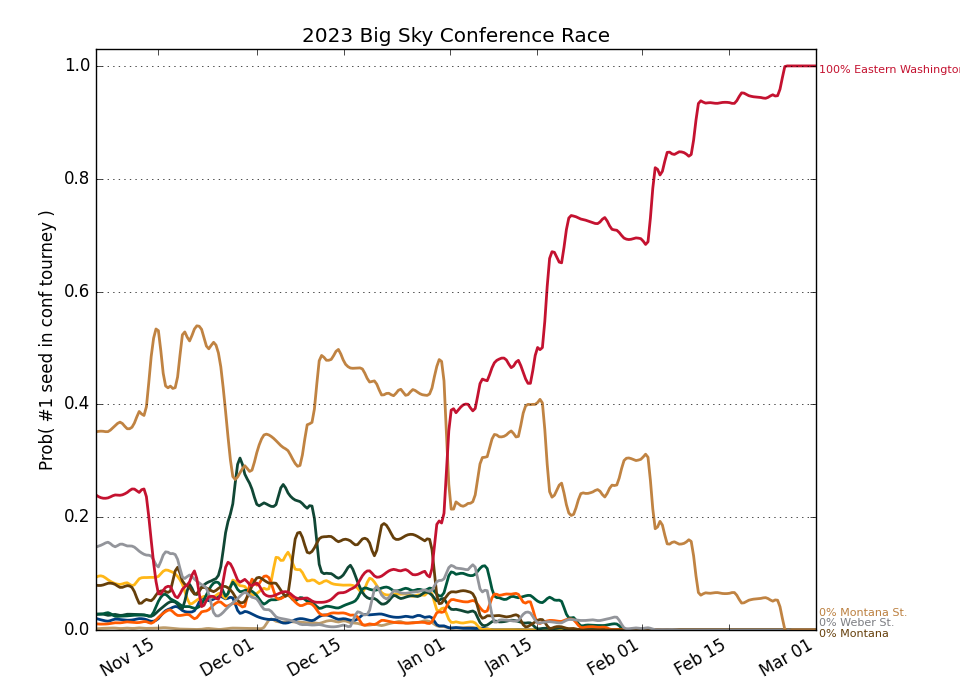 2023 Big Sky Conference Race
Prob( #1 seed in conf tourney )
1.0
0.8
0.6
0.4
0.2
0.0
Nov 15
Dec 01
Dec 15
Jan 01
Jan 15
Feb 01
Feb 15
Mar 01
100% Eastern Washington
0% Montana St.
0% Weber St.
0% Montana